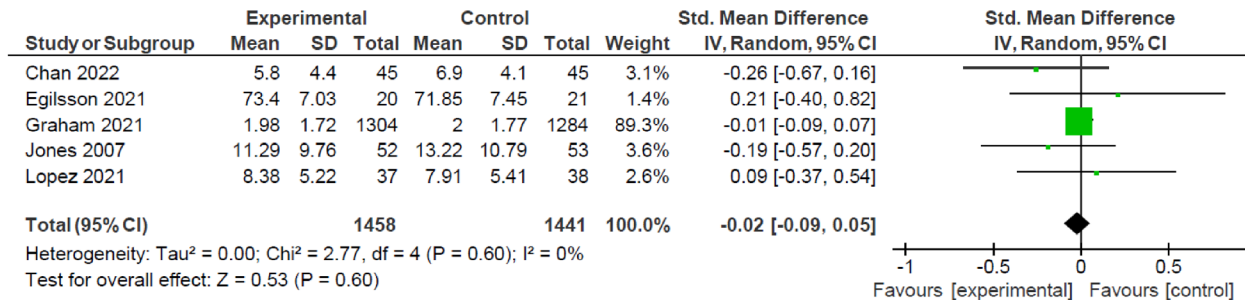 Experimental Control Std. Mean Difference Std. Mean Difference
Study or Subgroup Mean SD Total Mean SD Total Weight IV, Random, 95% CI IV, Random, 95% CI
Chan 2022 5.8 4.4 45 6.9 4.1 45 3.1% -0.26 [-0.67, 0.16]
Egilsson 2021 73.4 7.03 20 71.85 7.45 21 1.4% 0.21 [-0.40, 0.82]
Graham 2021 1.98 1.72 1304 2 1.77 1284 89.3% -0.01 [-0.09, 0.07]
Jones 2007 11.29 9.76 52 13.22 10.79 53 3.6% -0.19 [-0.57, 0.20]
Lopez 2021 8.38 5.22 37 7.91 5.41 38 2.6% 0.09 [-0.37, 0.54]
Total (95% CI) 1458 1441 100.0% -0.02 [-0.09, 0.05]
Heterogeneity: Tau² = 0.00; Chi² = 2.77, df = 4 (P = 0.60); I² = 0%
Test for overall effect: Z = 0.53 (P = 0.60)
-1 -0.5 0 0.5
Favours [experimental] Favours [control]